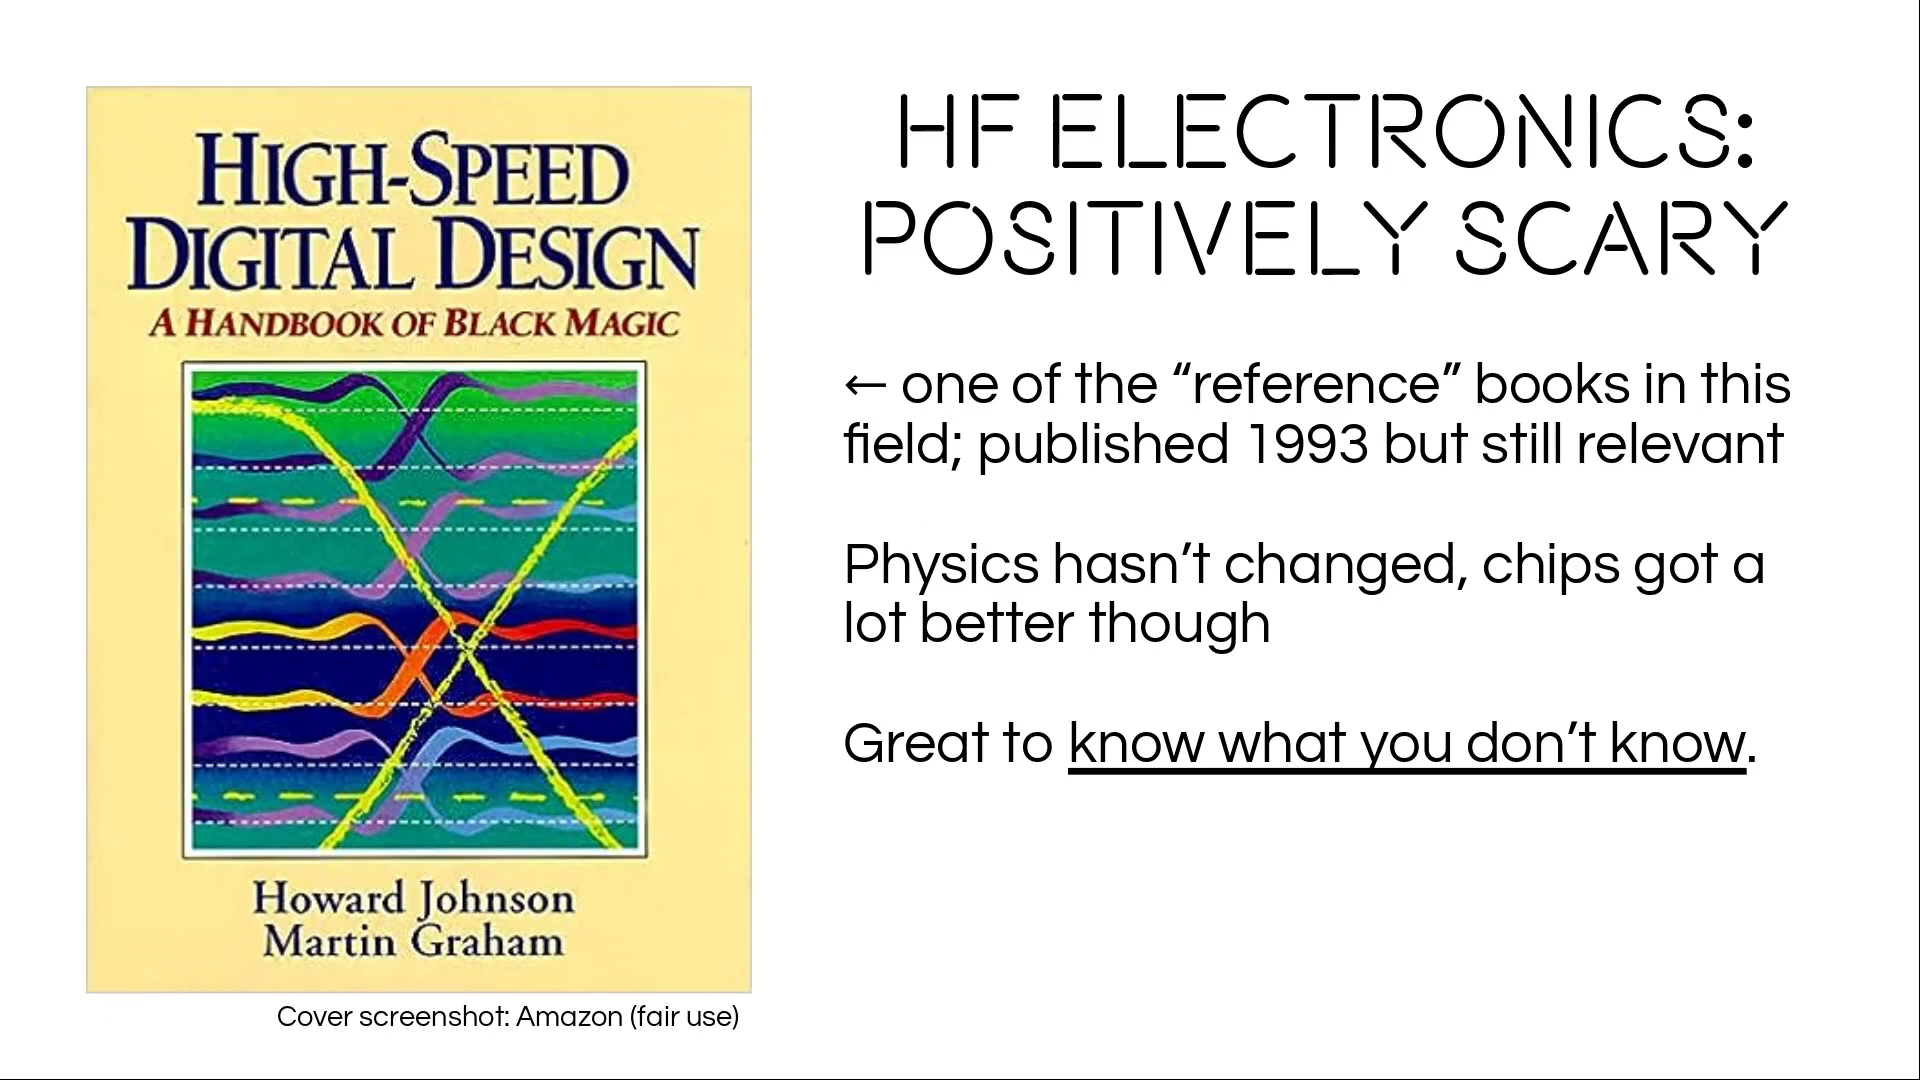 HIGH-SPEED
DIGITAL DESIGN
A HANDBOOK OF BLACK MAGIC
Howard Johnson
Martin Graham
Cover screenshot: Amazon (fair use)
HF ELECTRONICS:
POSITIVELY SCARY
← one of the “reference” books in this
field; published 1993 but still relevant
Physics hasn’t changed, chips got a
lot better though
Great to know what you don’t know.